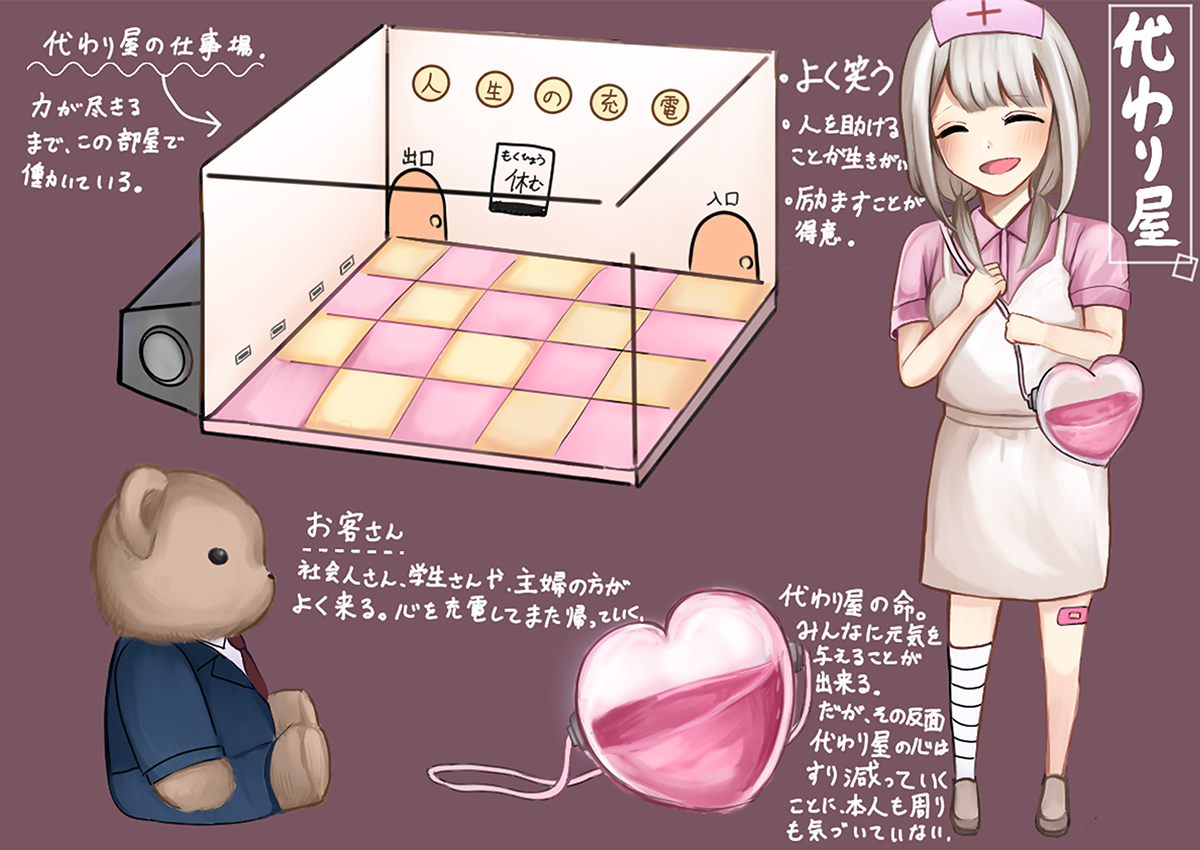 代わり屋の仕事場.
力が尽きる
まで、この部屋で
働いている。
人生の充電
出口
もくひょう
休む
入口
・よく笑う
・人を助ける
ことが生きがい
・励ますことが
得意。
代わり屋
お客さん
社会人さん、学生さんや、主婦の方が
よく来る。心を充電してまた帰っていく.
代わり屋の命。
みんなに元気を
与えることが
出来る。
だが、その反面
代わり屋の心は
すり減っていく
ことに、本人も周り
も気づいていない.